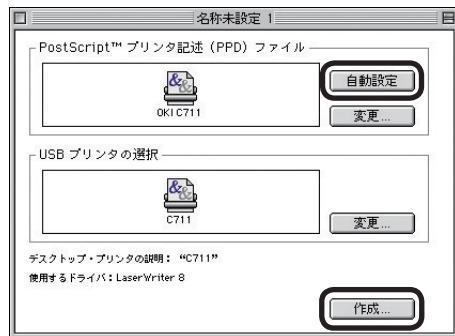 名称未設定 1
PostScript™ プリンタ記述（PPD）ファイル
自動設定
OKI C711
変更...
USB プリンタの選択
C711
変更...
デスクトップ・プリンタの説明： “C711”
使用するドライバ：LaserWriter 8
作成...